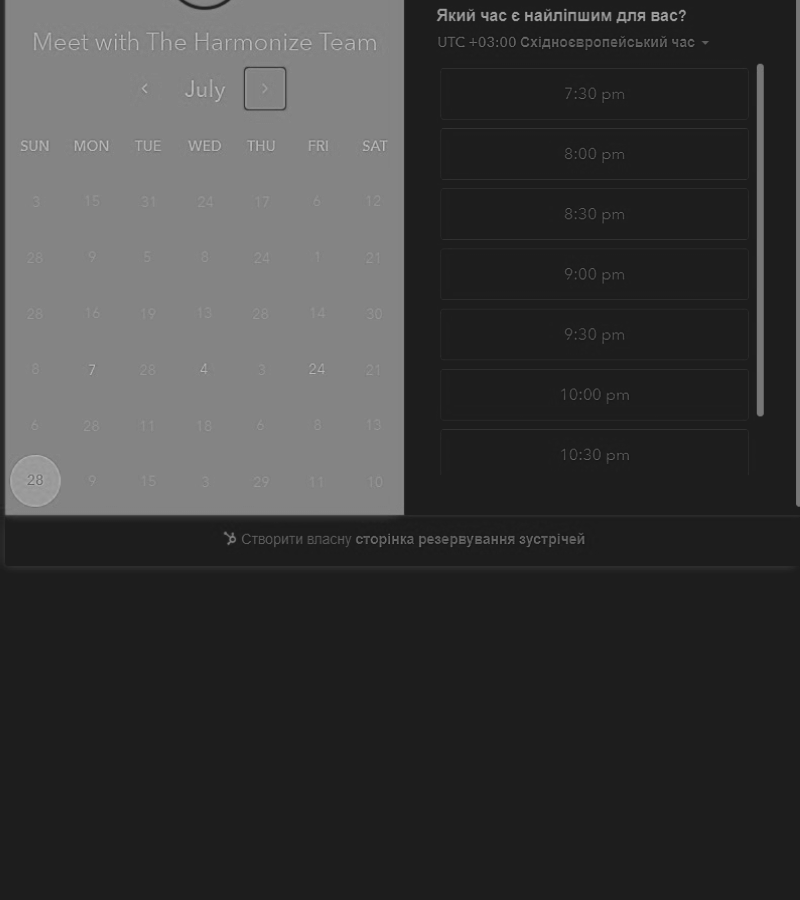 Meet with The Harmonize Team
July
SUN MON TUE WED THU FRI SAT
3 15 31 24 17 6 12
28 9 5 8 24 1 21
28 16 19 13 28 14 30
8 7 28 4 3 24 21
6 28 11 18 6 8 13
28 9 15 3 29 11 10
Який час є найліпшим для вас?
UTC +03:00 Східноєвропейський час
7:30 pm
8:00 pm
8:30 pm
9:00 pm
9:30 pm
10:00 pm
10:30 pm
Створити власну сторінка резервування зустрічей